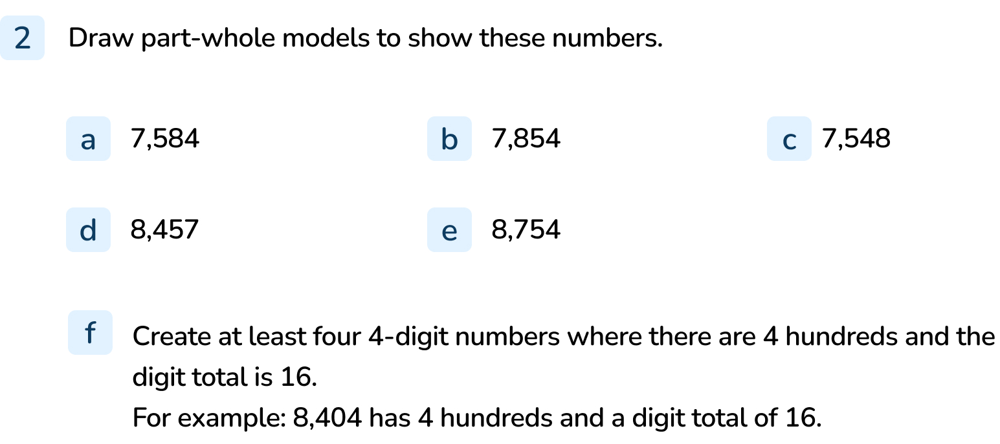 2 Draw part-whole models to show these numbers.
a 7,584 b 7,854 c 7,548
d 8,457 e 8,754
f Create at least four 4-digit numbers where there are 4 hundreds and the
digit total is 16.
For example: 8,404 has 4 hundreds and a digit total of 16.